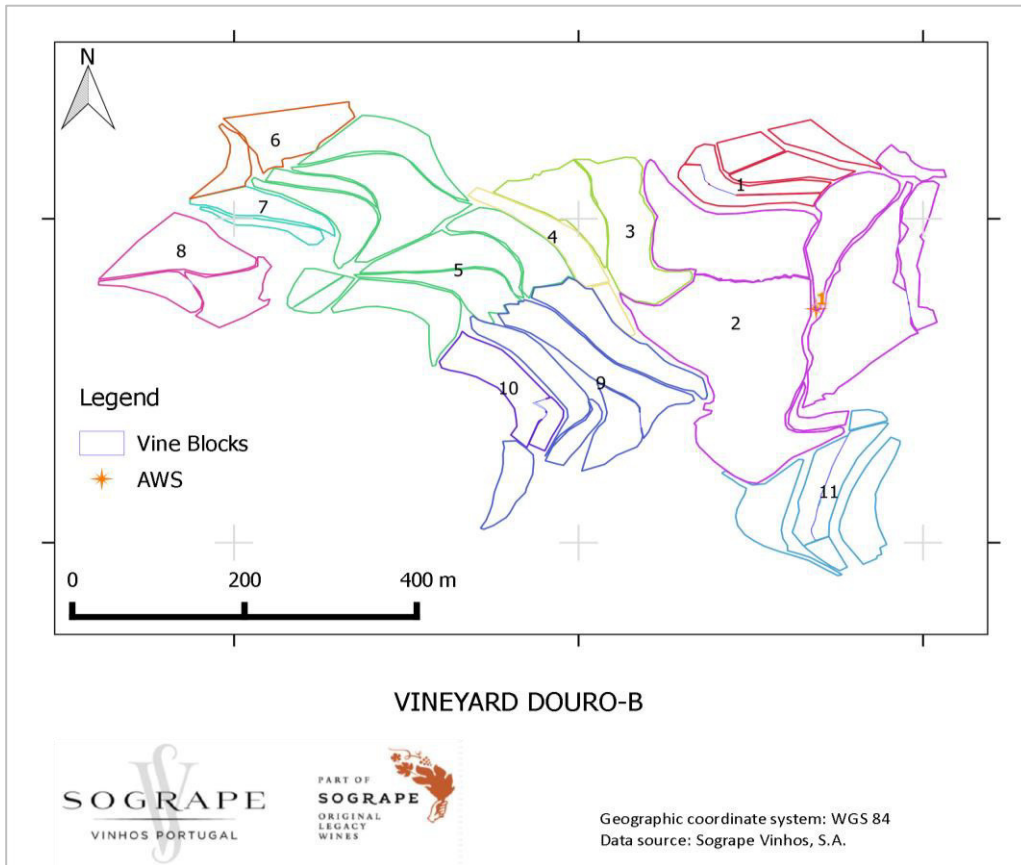 N
6
1
7
3
4
8
5
1
2
9
10
11
Legend
Vine Blocks
AWS
0 200 400 m
VINEYARD DOURO-B
SOGRAPE
VINHOS PORTUGAL
PART OF
SOGRAPE
ORIGINAL
LEGACY
WINES
Geographic coordinate system: WGS 84
Data source: Sogrape Vinhos, S.A.